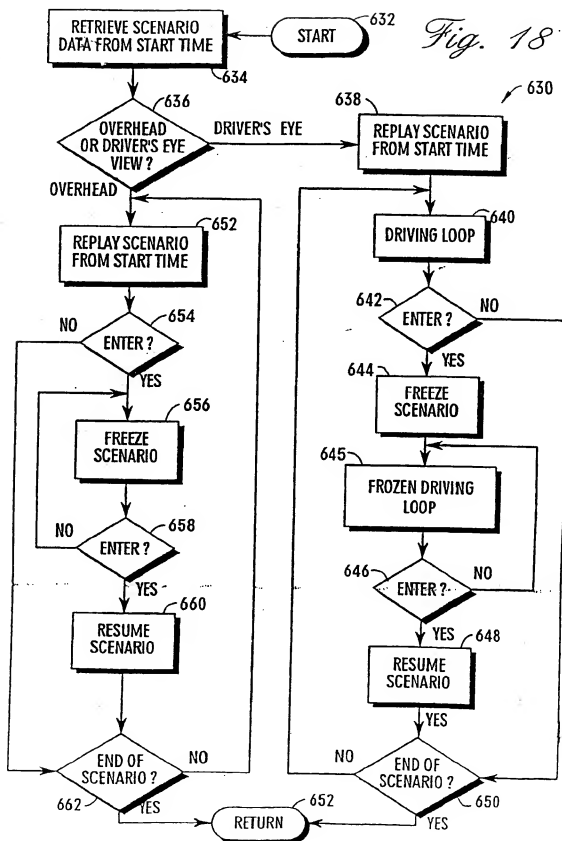 Fig. 18
630
START
632
RETRIEVE SCENARIO
DATA FROM START TIME
634
636
OVERHEAD
OR DRIVER'S EYE
VIEW ?
DRIVER'S EYE
OVERHEAD
638
REPLAY SCENARIO
FROM START TIME
652
REPLAY SCENARIO
FROM START TIME
640
DRIVING LOOP
654
ENTER ?
NO
YES
642
ENTER ?
NO
YES
656
FREEZE
SCENARIO
644
FREEZE
SCENARIO
645
FROZEN DRIVING
LOOP
658
ENTER ?
NO
YES
646
ENTER ?
NO
YES
660
RESUME
SCENARIO
648
RESUME
SCENARIO
YES
END OF
SCENARIO ?
NO
662
YES
NO
END OF
SCENARIO ?
650
YES
652
RETURN